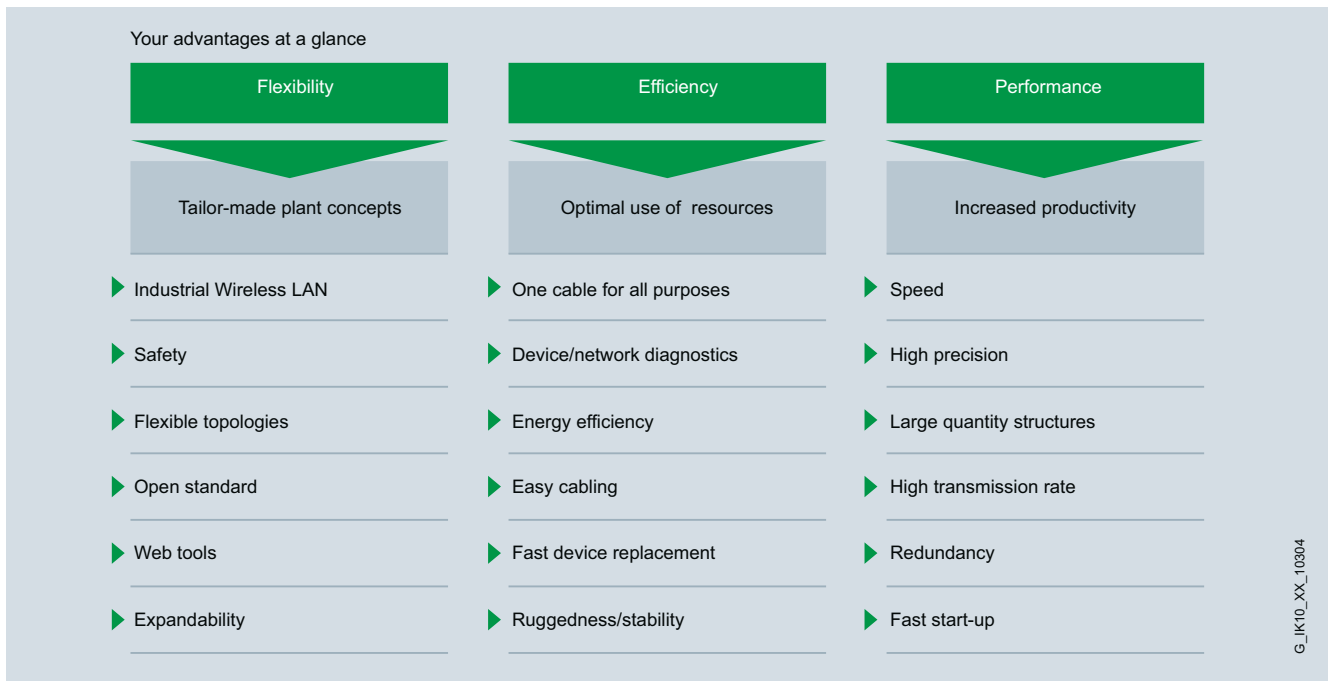 Your advantages at a glance
Flexibility
Tailor-made plant concepts
Industrial Wireless LAN
Safety
Flexible topologies
Open standard
Web tools
Expandability
Efficiency
Optimal use of resources
One cable for all purposes
Device/network diagnostics
Energy efficiency
Easy cabling
Fast device replacement
Ruggedness/stability
Performance
Increased productivity
Speed
High precision
Large quantity structures
High transmission rate
Redundancy
Fast start-up
G_IK10_XX_10304